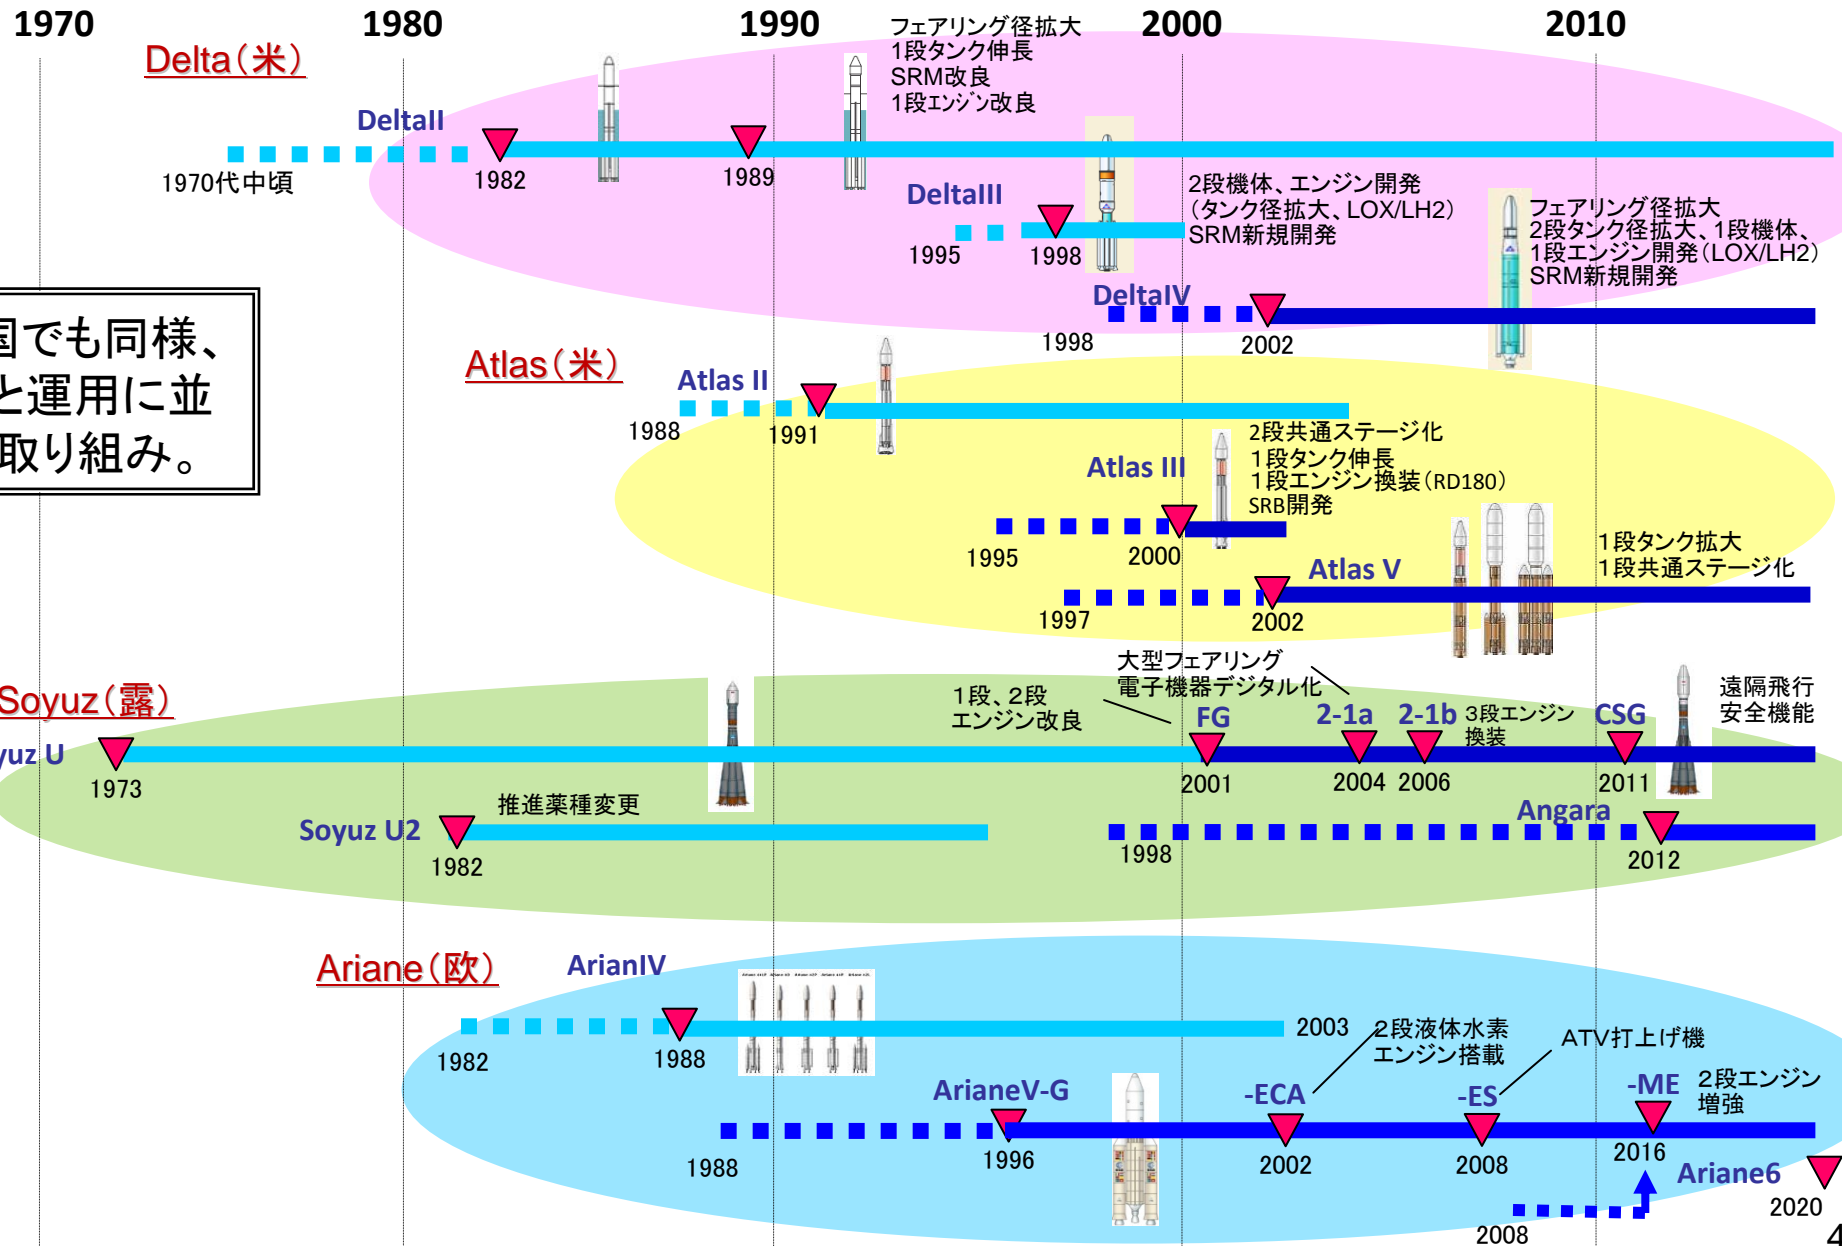 1970
1980
1990
2000
2010
Delta(米)
フェアリング径拡大
1段タンク伸長
SRM改良
1段エンジン改良
DeltaII
1970代中頃
1982
1989
DeltaIII
1995
1998
2段機体、エンジン開発
(タンク径拡大、LOX/LH2)
SRM新規開発
フェアリング径拡大
2段タンク径拡大、1段機体、
1段エンジン開発(LOX/LH2)
SRM新規開発
DeltaIV
1998
2002
国でも同様、
と運用に並
取り組み。
Atlas(米)
Atlas II
1988
1991
2段共通ステージ化
1段タンク伸長
1段エンジン換装(RD180)
SRB開発
Atlas III
1995
2000
Atlas V
1997
2002
1段タンク拡大
1段共通ステージ化
Soyuz(露)
yuz U
1973
1段、2段
エンジン改良
大型フェアリング
電子機器デジタル化
FG
2-1a
2-1b
3段エンジン
換装
CSG
遠隔飛行
安全機能
2001
2004
2006
2011
Soyuz U2
推進薬種変更
1982
Angara
1998
2012
Ariane(欧)
ArianIV
1982
1988
2003
2段液体水素
エンジン搭載
ATV打上げ機
ArianeV-G
-ECA
-ES
-ME
2段エンジン
増強
1988
1996
2002
2008
2016
Ariane6
2008
2020
4